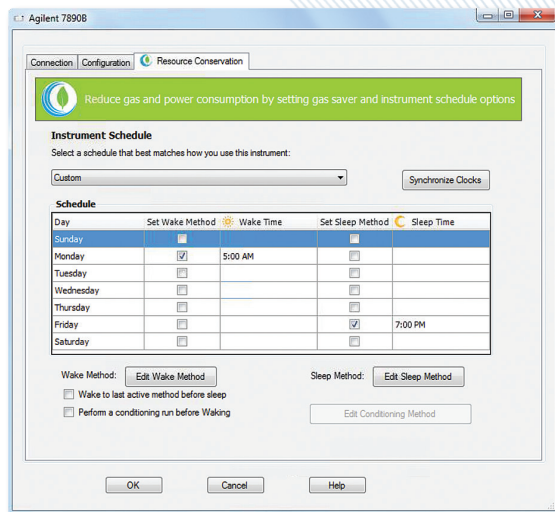 Agilent 7890B
Connection Configuration Resource Conservation
Reduce gas and power consumption by setting gas saver and instrument schedule options
Instrument Schedule
Select a schedule that best matches how you use this instrument:
Custom Synchronize Clocks
Schedule
Day Set Wake Method Wake Time Set Sleep Method Sleep Time
Sunday
Monday 5:00 AM
Tuesday
Wednesday
Thursday
Friday 7:00 PM
Saturday
Wake Method: Edit Wake Method Sleep Method: Edit Sleep Method
Wake to last active method before sleep
Perform a conditioning run before Waking Edit Conditioning Method
OK Cancel Help